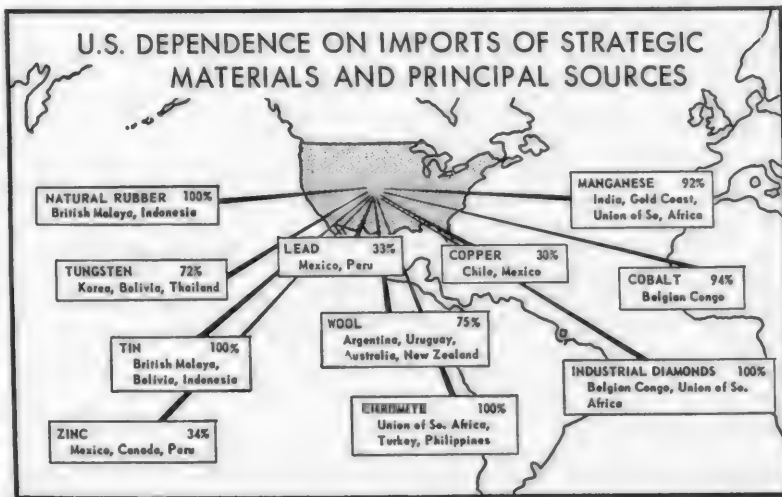 U.S. DEPENDENCE ON IMPORTS OF STRATEGIC
MATERIALS AND PRINCIPAL SOURCES
NATURAL RUBBER 100%
British Malaya, Indonesia
MANGANESE 92%
India, Gold Coast,
Union of So. Africa
LEAD 33%
Mexico, Peru
COPPER 30%
Chile, Mexico
TUNGSTEN 72%
Korea, Bolivia, Thailand
COBALT 94%
Belgian Congo
WOOL 75%
Argentina, Uruguay,
Australia, New Zealand
TIN 100%
British Malaya,
Bolivia, Indonesia
INDUSTRIAL DIAMONDS 100%
Belgian Congo, Union of So.
Africa
CHROMITE 100%
Union of So. Africa,
Turkey, Philippines
ZINC 34%
Mexico, Canada, Peru